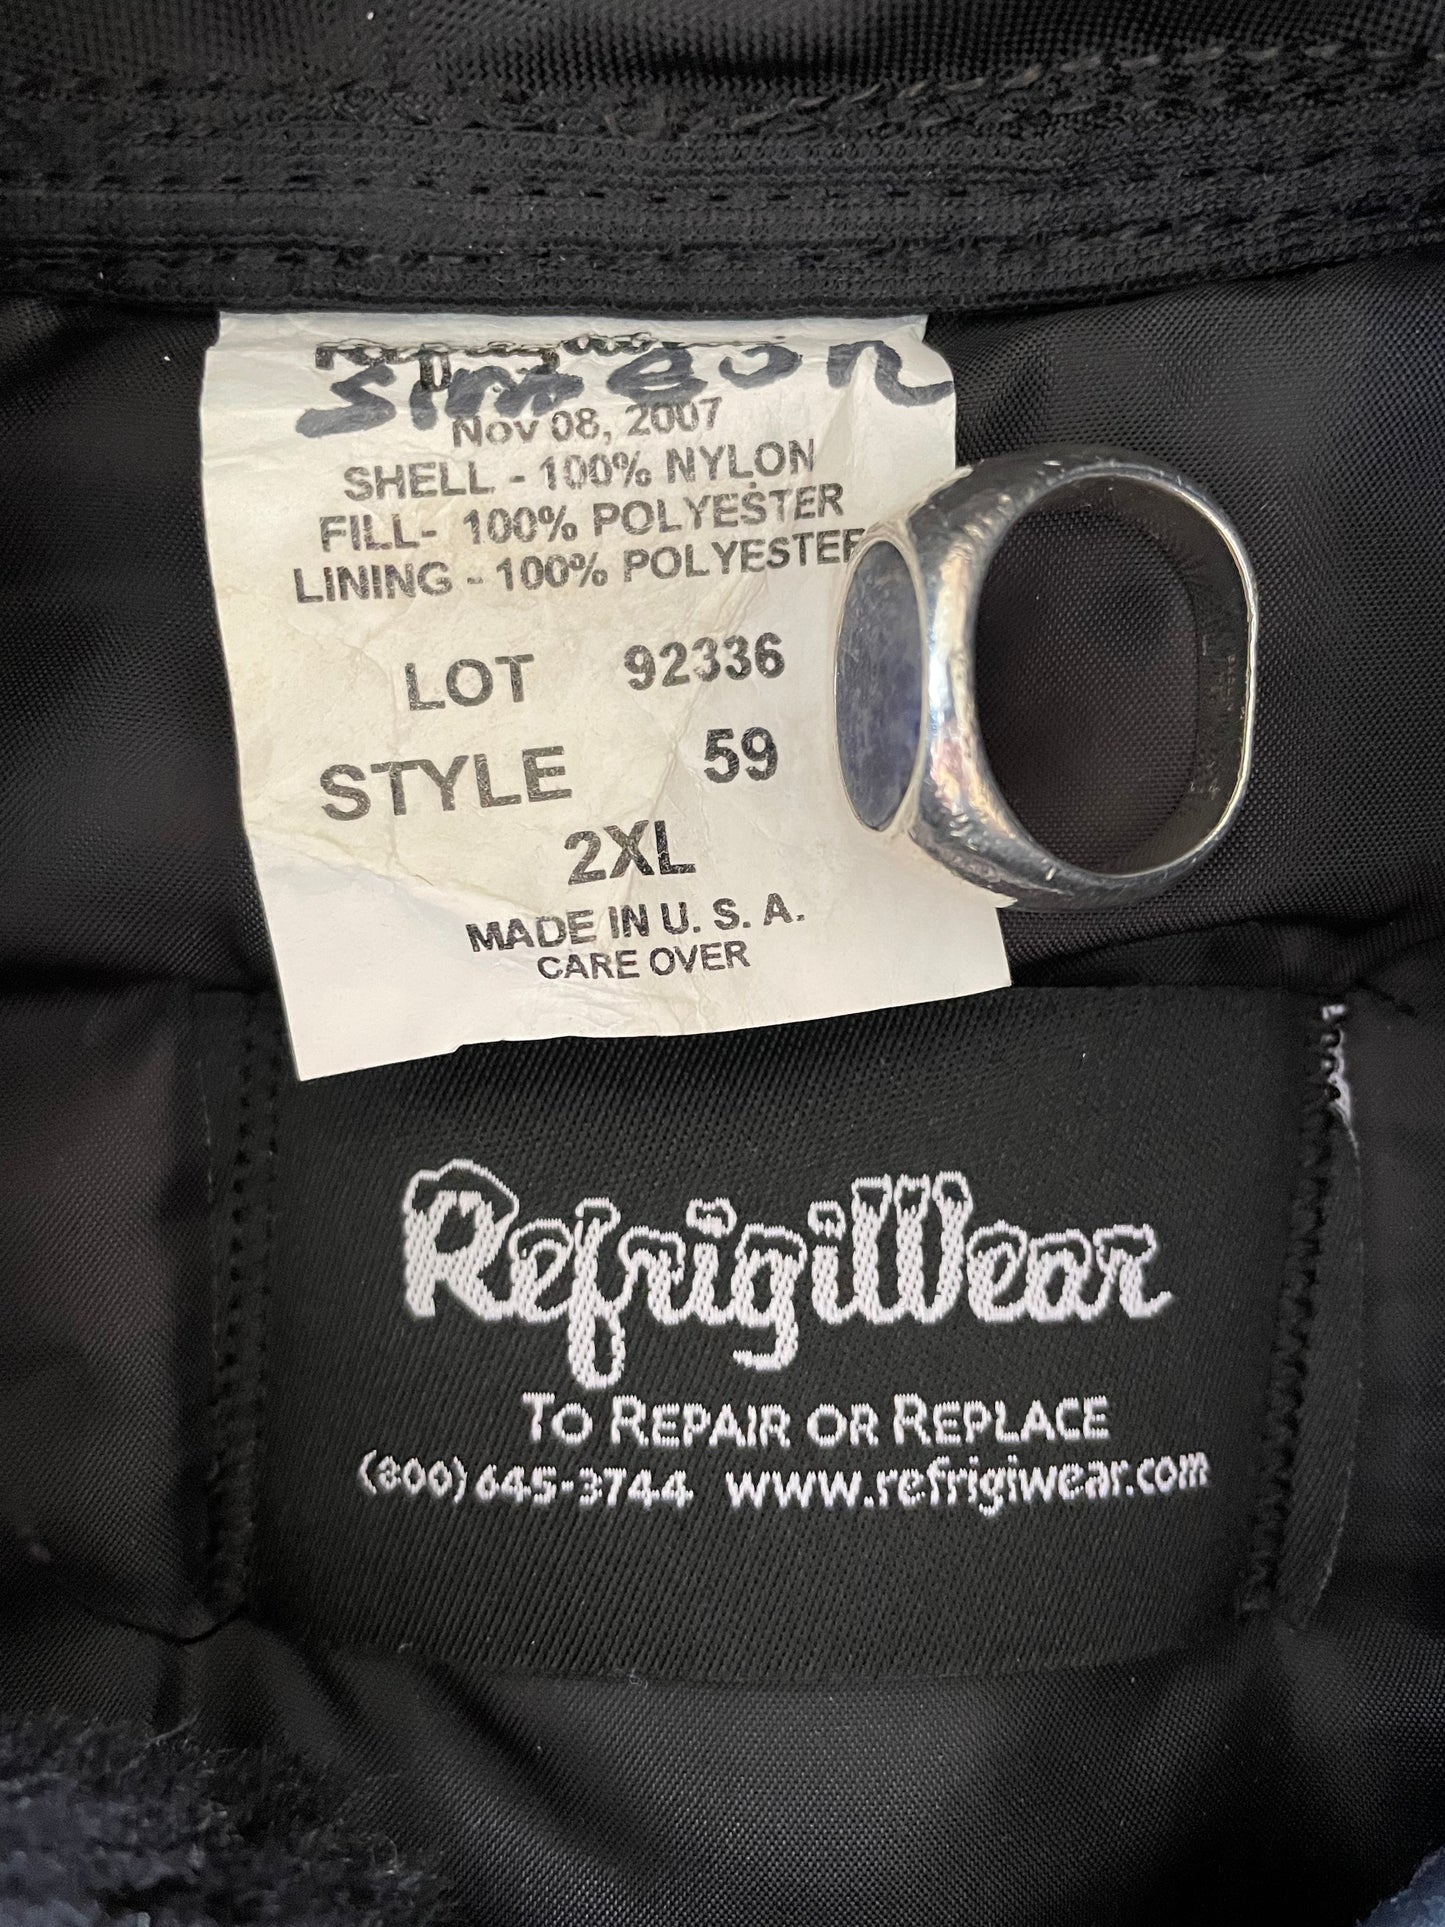 Simpson
Nov 08, 2007
SHELL - 100% NYLON
FILL- 100% POLYESTER
LINING - 100% POLYESTER
LOT 92336
STYLE 59
2XL
MADE IN U. S. A.
CARE OVER
RefrigiWear
TO REPAIR OR REPLACE
(800) 645-3744 www.refrigiwear.com